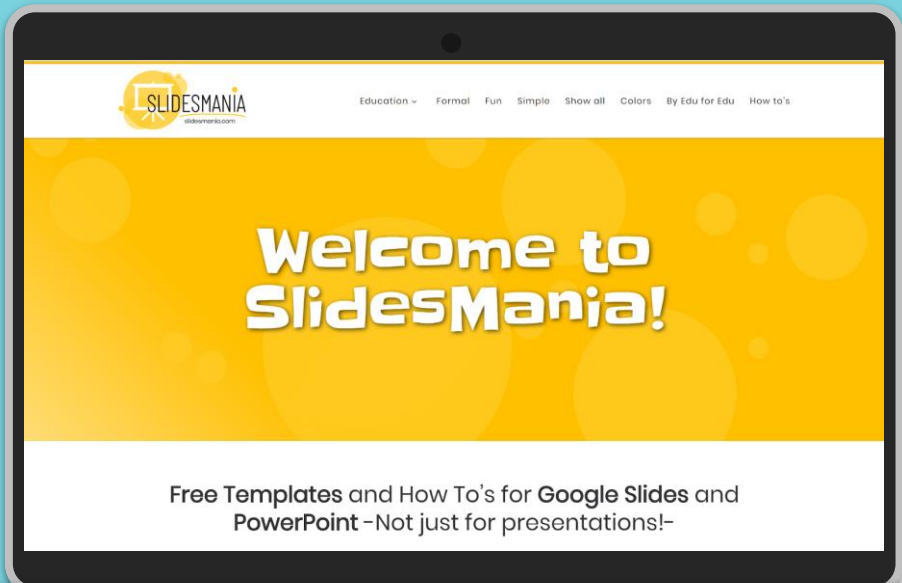 SLIDESMANIA
slidesmania.com
Education Formal Fun Simple Show all Colors By Edu for Edu How to's
Welcome to
SlidesMania!
Free Templates and How To's for Google Slides and
PowerPoint -Not just for presentations!-